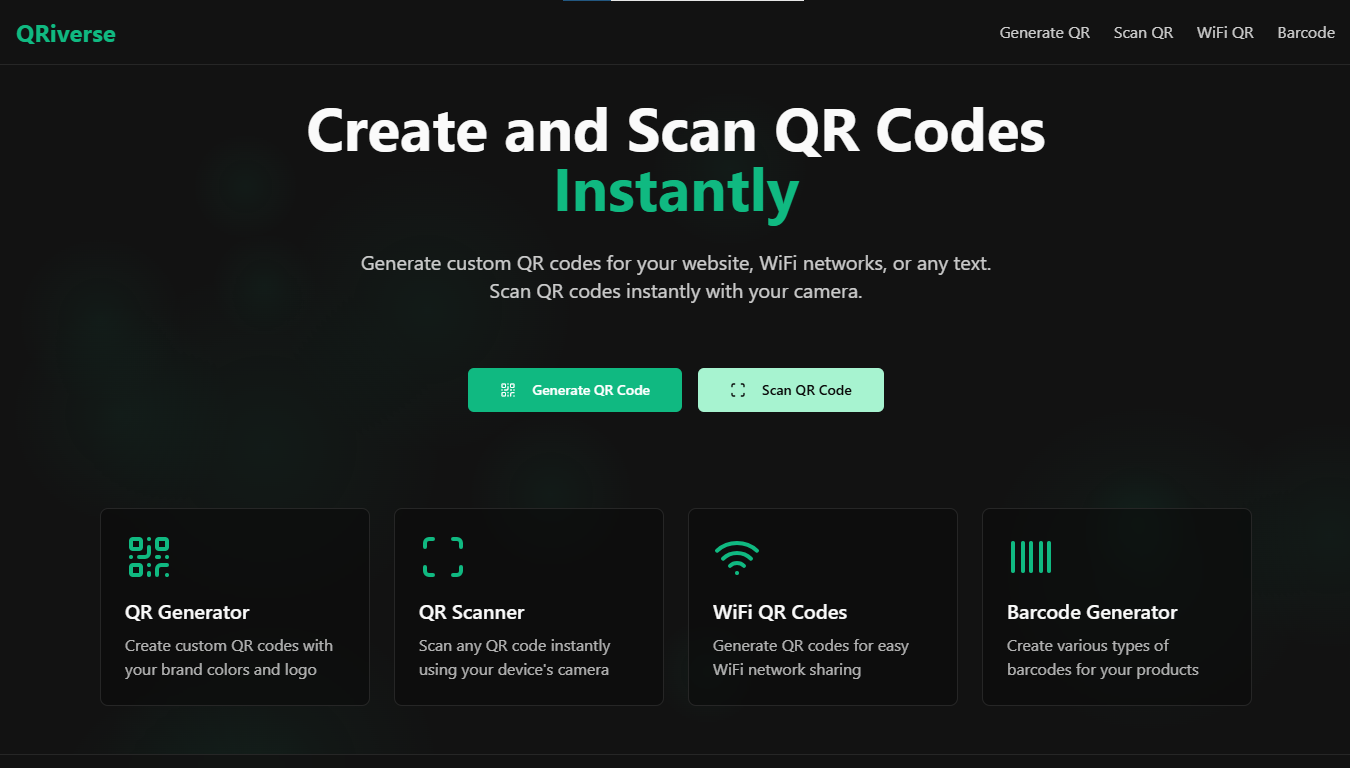 QRiverse
Generate QR
Scan QR
WiFi QR
Barcode
Create and Scan QR Codes
Instantly
Generate custom QR codes for your website, WiFi networks, or any text.
Scan QR codes instantly with your camera.
Generate QR Code
Scan QR Code
QR Generator
Create custom QR codes with
your brand colors and logo
QR Scanner
Scan any QR code instantly
using your device's camera
WiFi QR Codes
Generate QR codes for easy
WiFi network sharing
Barcode Generator
Create various types of
barcodes for your products